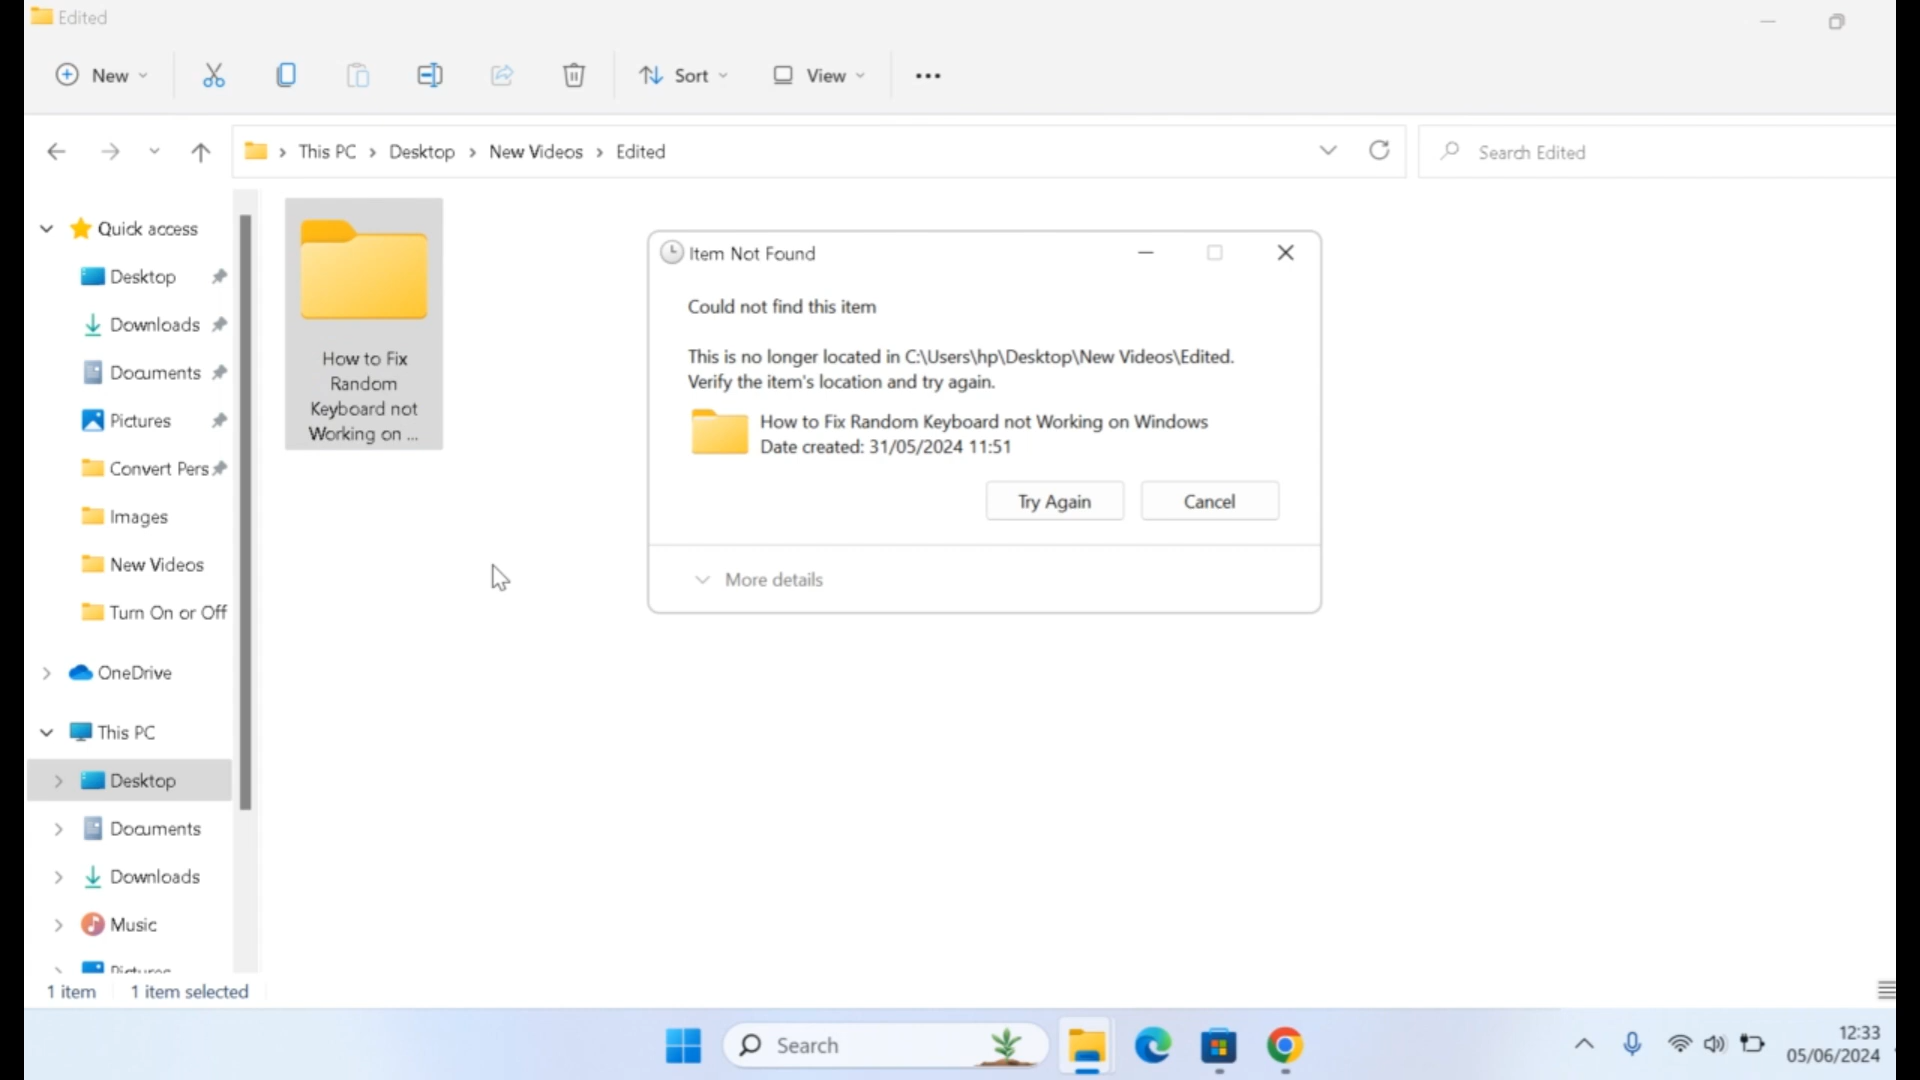 Edited
New
Sort
View
This PC
Desktop
New Videos
Edited
Search Edited
Quick access
Desktop
Downloads
Documents
Pictures
Convert Pers
Images
New Videos
Turn On or Off
OneDrive
This PC
Desktop
Documents
Downloads
Music
Pictures
How to Fix
Random
Keyboard not
Working on ...
Item Not Found
Could not find this item
This is no longer located in C:\Users\hp\Desktop\New Videos\Edited.
Verify the item's location and try again.
How to Fix Random Keyboard not Working on Windows
Date created: 31/05/2024 11:51
Try Again
Cancel
More details
1 item
1 item selected
Search
12:33
05/06/2024